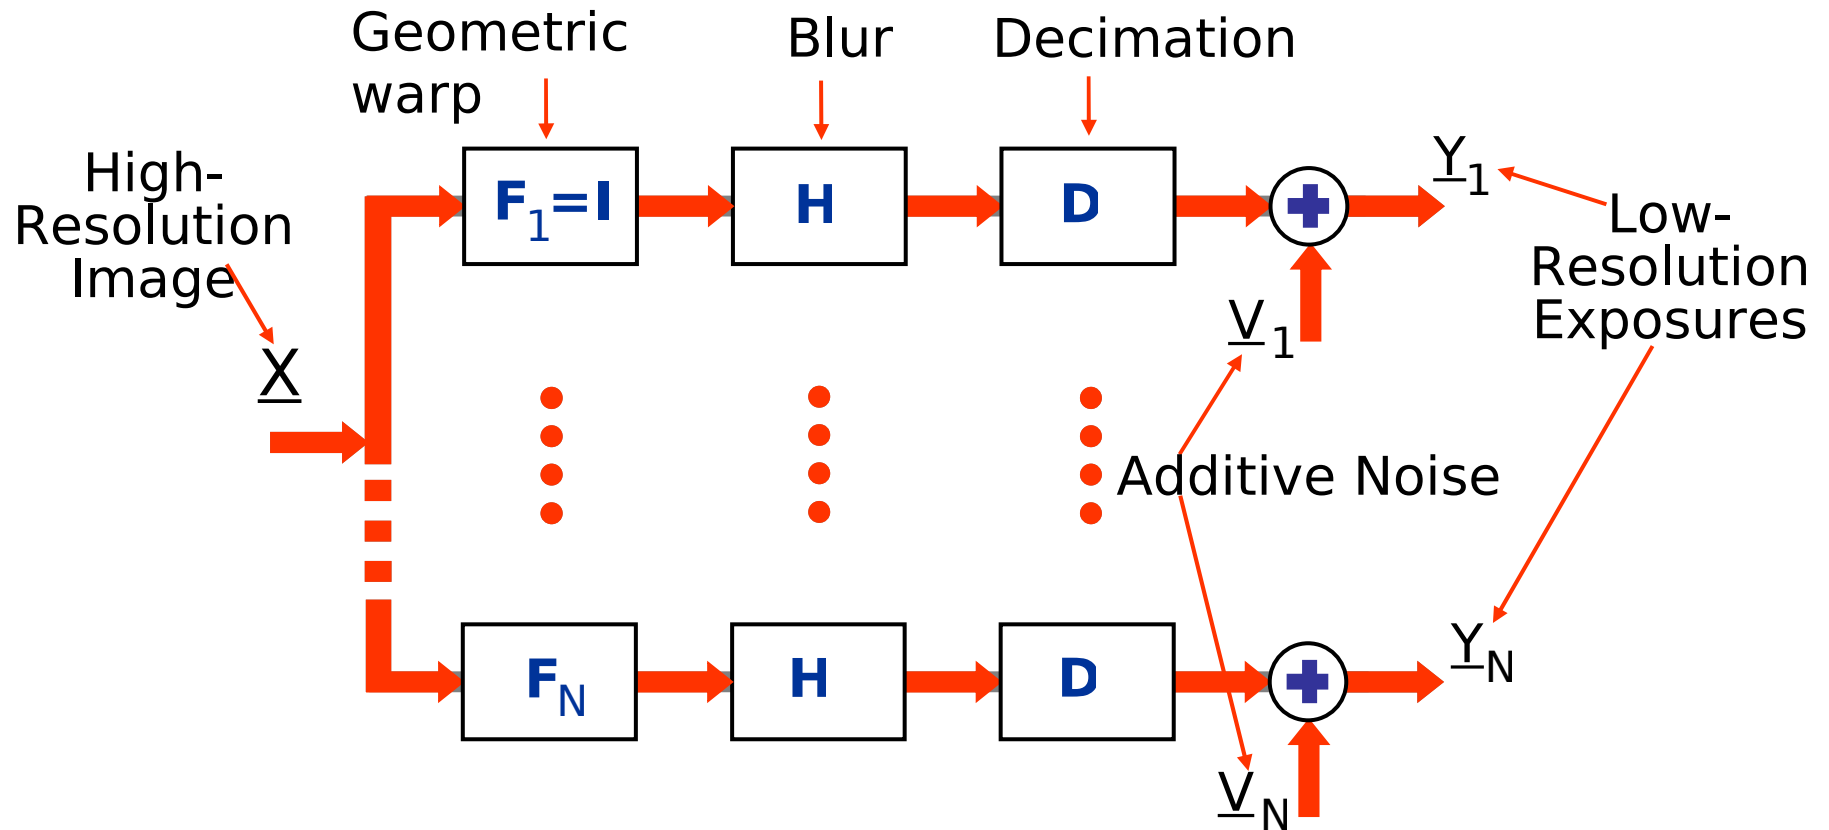 Geometric
warp
Blur
Decimation
High-
Resolution
Image
F1=I
H
D
Y1
Low-
Resolution
Exposures
V1
X
Additive Noise
FN
H
D
YN
VN